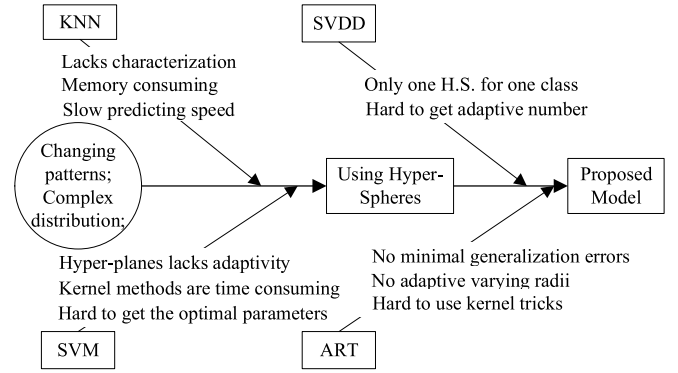 KNN
Lacks characterization
Memory consuming
Slow predicting speed
SVDD
Only one H.S. for one class
Hard to get adaptive number
Changing
patterns;
Complex
distribution;
Using Hyper-
Spheres
Proposed
Model
Hyper-planes lacks adaptivity
Kernel methods are time consuming
Hard to get the optimal parameters
SVM
No minimal generalization errors
No adaptive varying radii
Hard to use kernel tricks
ART